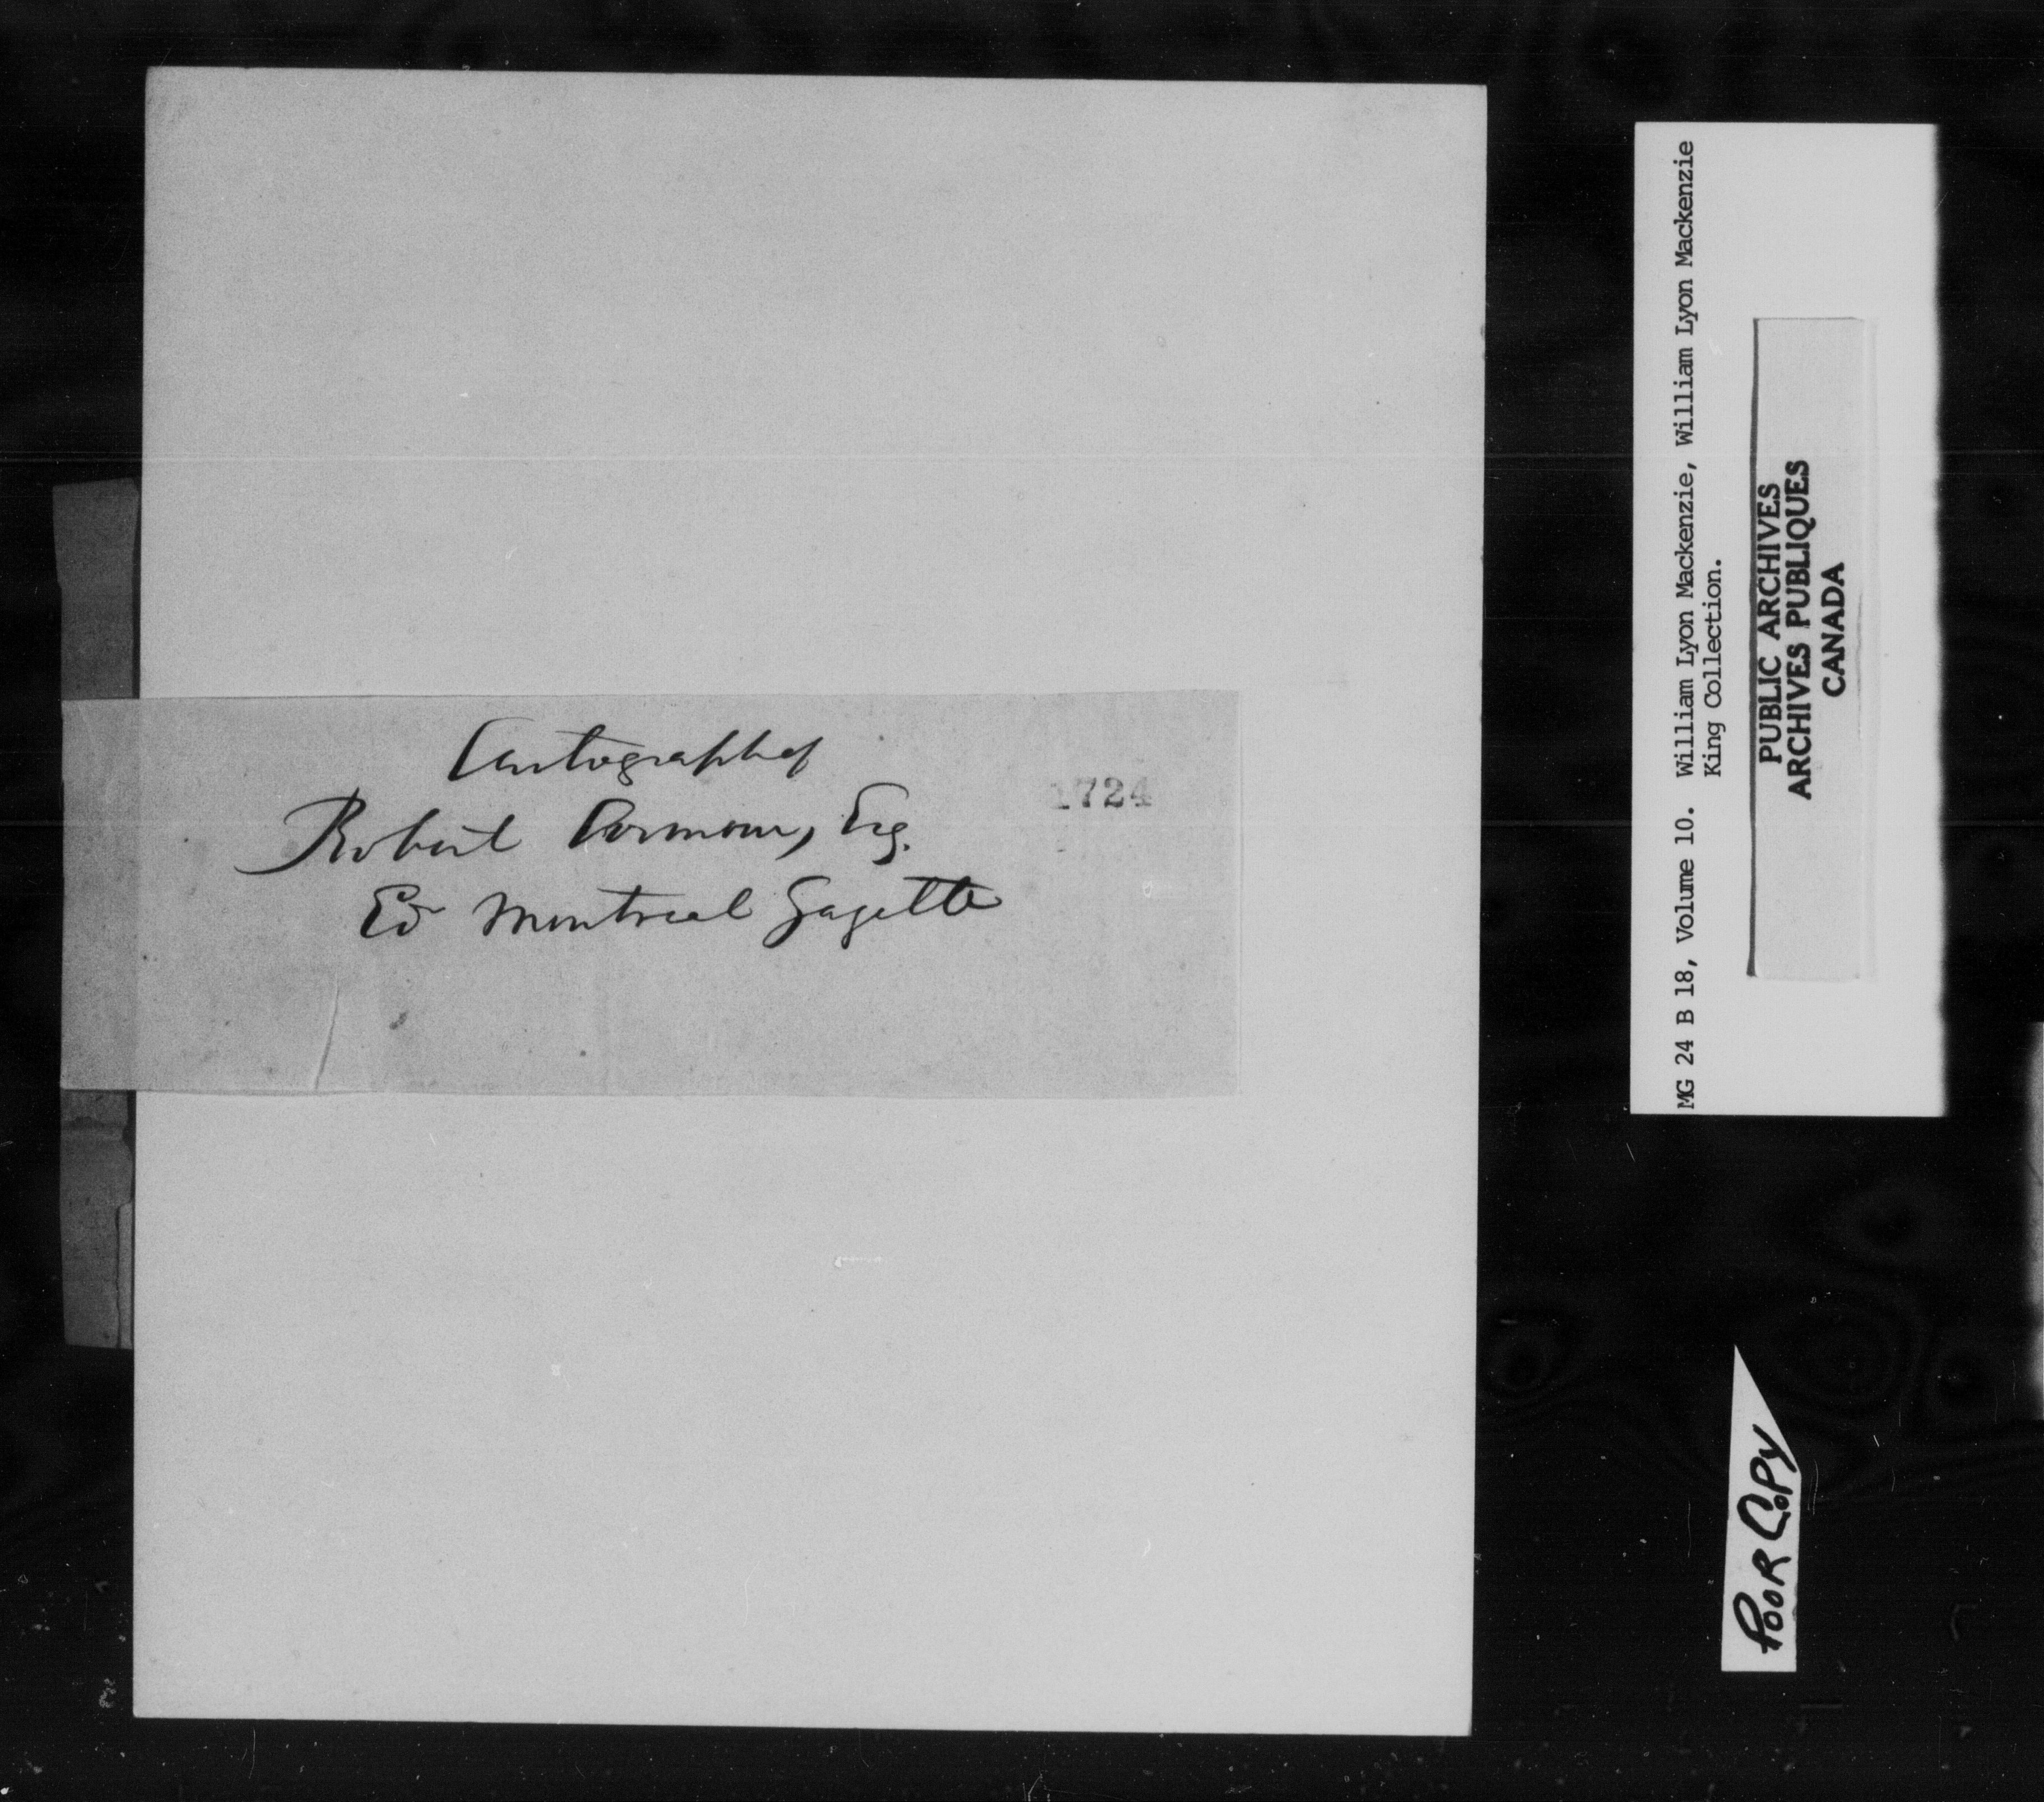 Autograph of
Robert Armour, Esq.
Ed Montreal Gazette
1724
MG 24 B 18, Volume 10. William Lyon Mackenzie, William Lyon Mackenzie
King Collection.
PUBLIC ARCHIVES
ARCHIVES PUBLIQUES
CANADA
POOR COPY